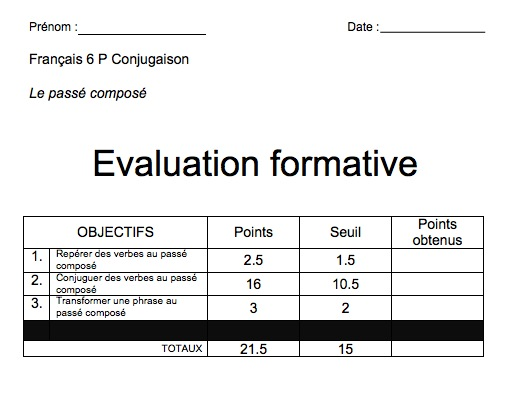 Prénom : Date :
Français 6 P Conjugaison
Le passé composé
Evaluation formative
OBJECTIFS Points Seuil Points
obtenus
1. Repérer des verbes au passé
composé 2.5 1.5
2. Conjuguer des verbes au passé
composé 16 10.5
3. Transformer une phrase au
passé composé 3 2
TOTAUX 21.5 15